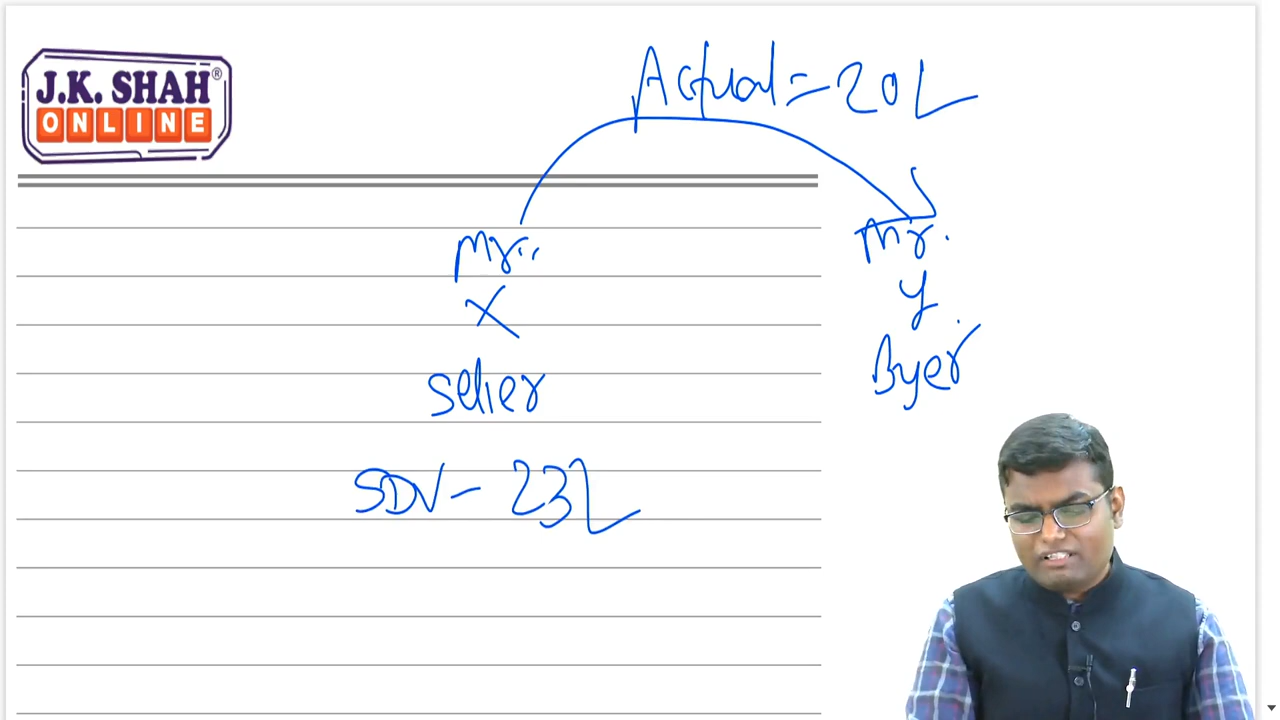 J.K. SHAH®
ONLINE
Actual = 20L
Mr.
X
Seller
Mr.
Y
Byer
SDV - 23L